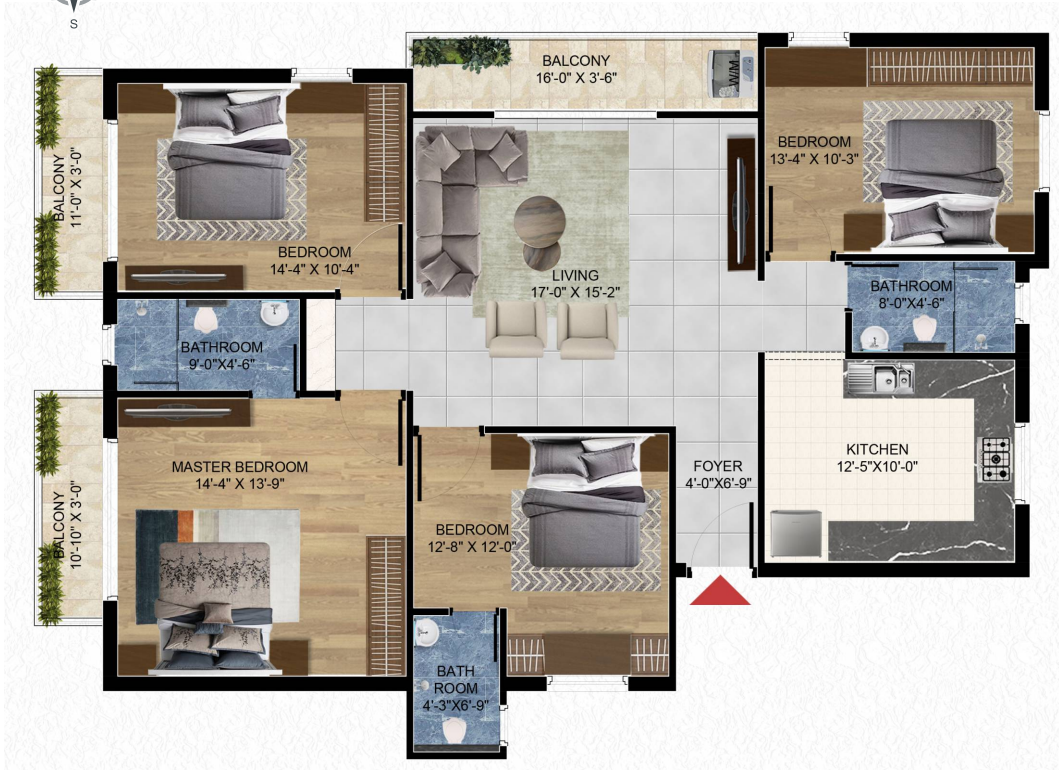 S
BALCONY
16'-0" X 3'-6"
W/M
BEDROOM
13'-4" X 10'-3"
BALCONY
11'-0" X 3'-0"
BEDROOM
14'-4" X 10'-4"
LIVING
17'-0" X 15'-2"
BATHROOM
8'-0"X4'-6"
BATHROOM
9'-0"X4'-6"
MASTER BEDROOM
14'-4" X 13'-9"
FOYER
4'-0"X6'-9"
KITCHEN
12'-5"X10'-0"
BALCONY
10'-10" X 3'-0"
BEDROOM
12'-8" X 12'-0"
BATH
ROOM
4'-3"X6'-9"